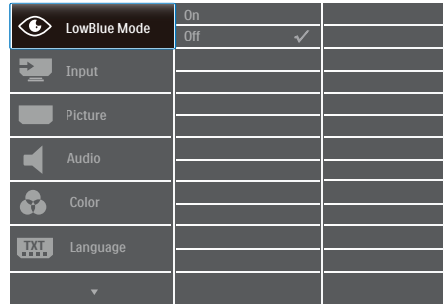 LowBlue Mode
On
Off
Input
Picture
Audio
Color
TXT
Language